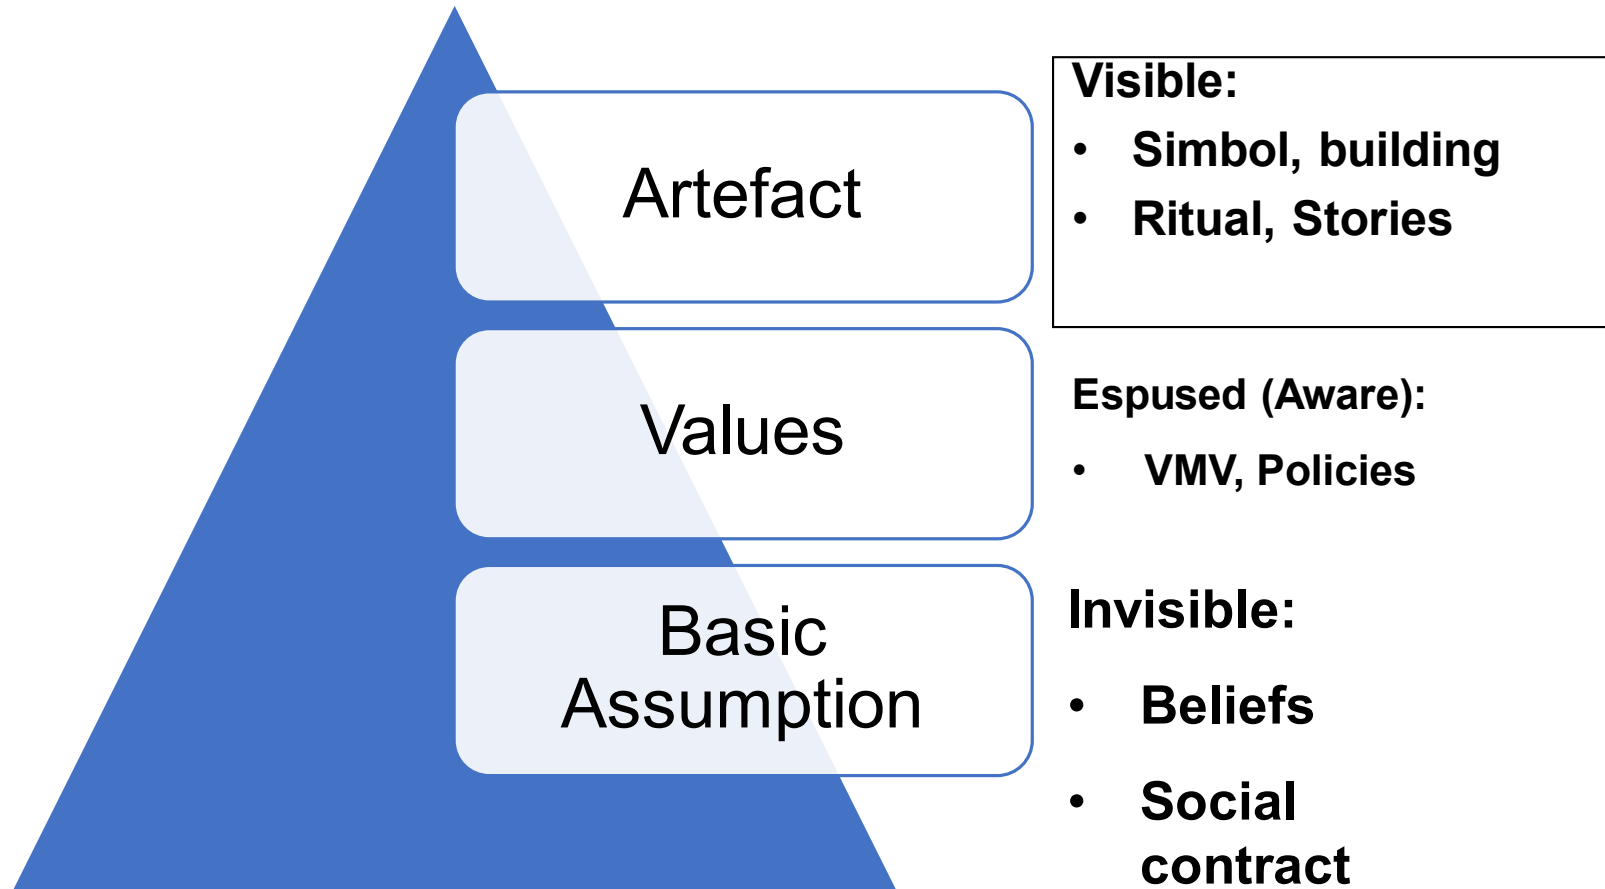 Artefact
Visible:
• Simbol, building
• Ritual, Stories
Values
Espused (Aware):
• VMV, Policies
Basic
Assumption
Invisible:
• Beliefs
• Social
contract